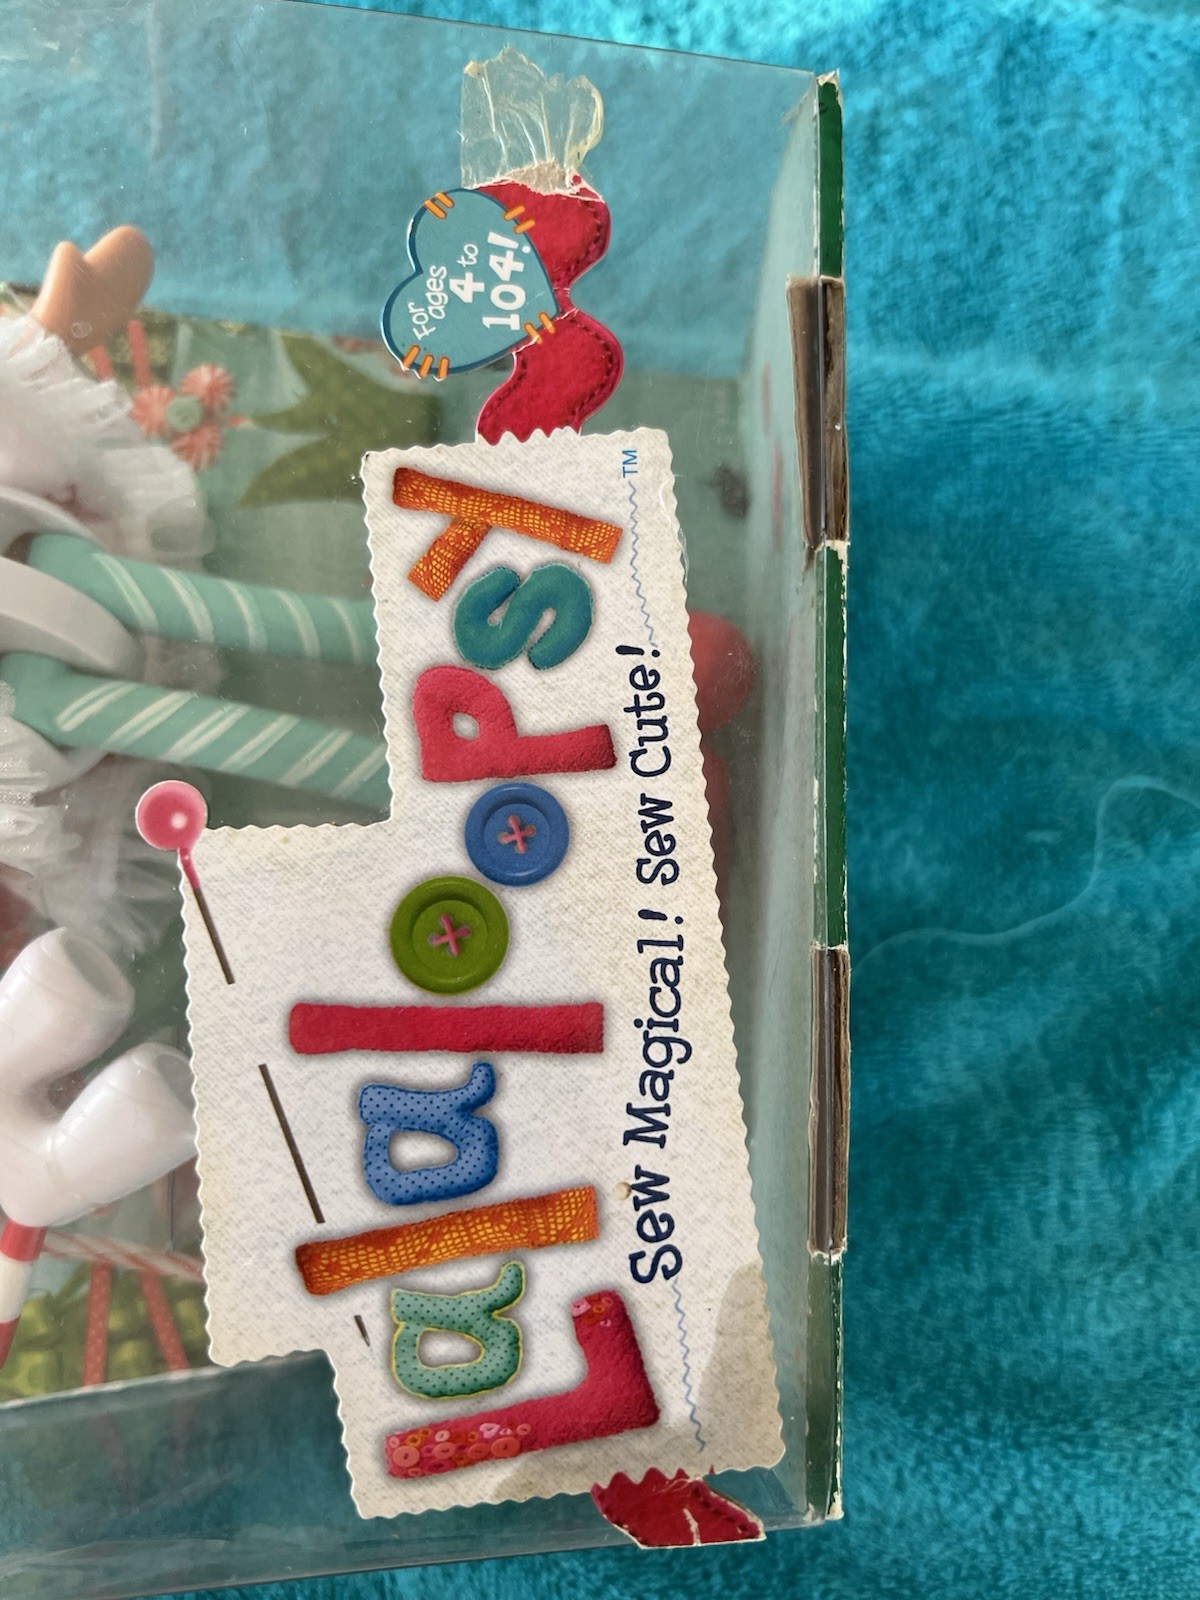 Lalaloopsy™
Sew Magical! Sew Cute!
For
ages
4 to
104!